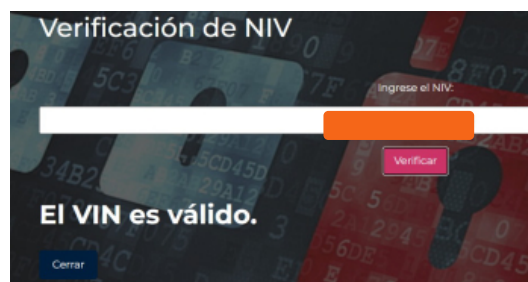 Verificación de NIV
Ingrese el NIV:
Verificar
El VIN es válido.
Cerrar